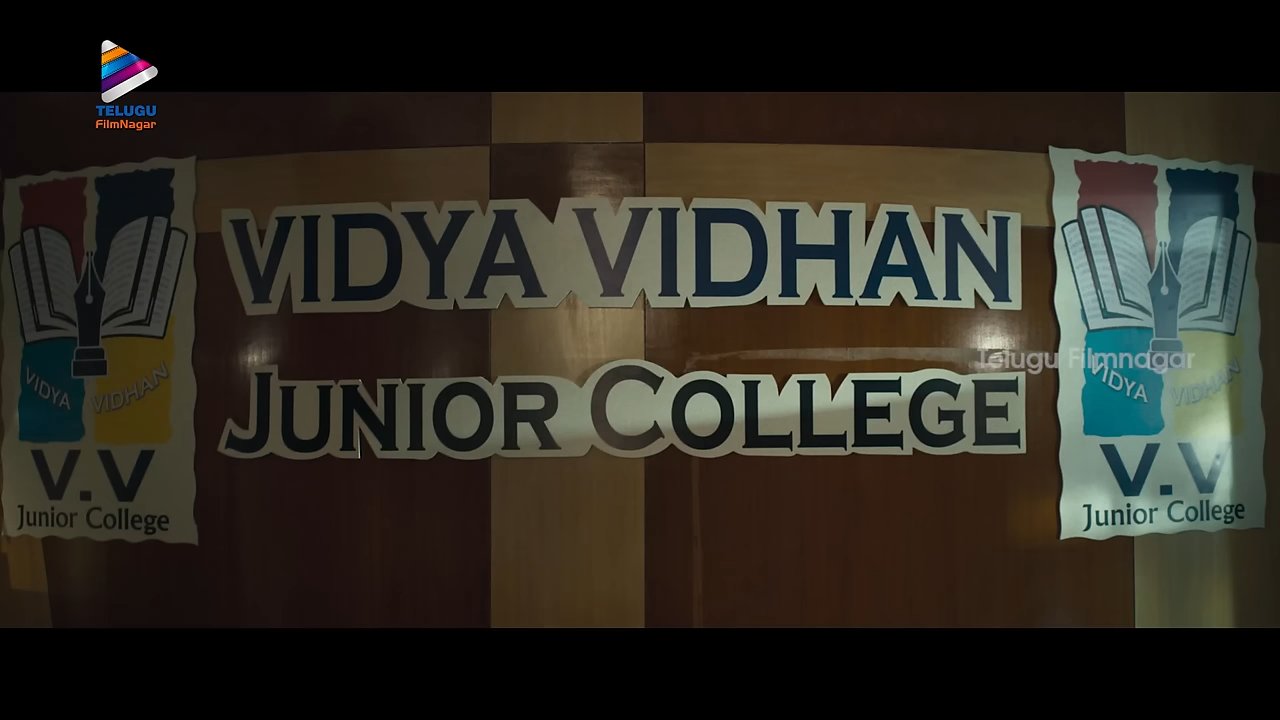 TELUGU
FilmNagar
VIDYA VIDHAN
JUNIOR COLLEGE
Telugu Filmnagar
VIDYA VIDHAN
V.V
Junior College
VIDYA VIDHAN
V.V
Junior College